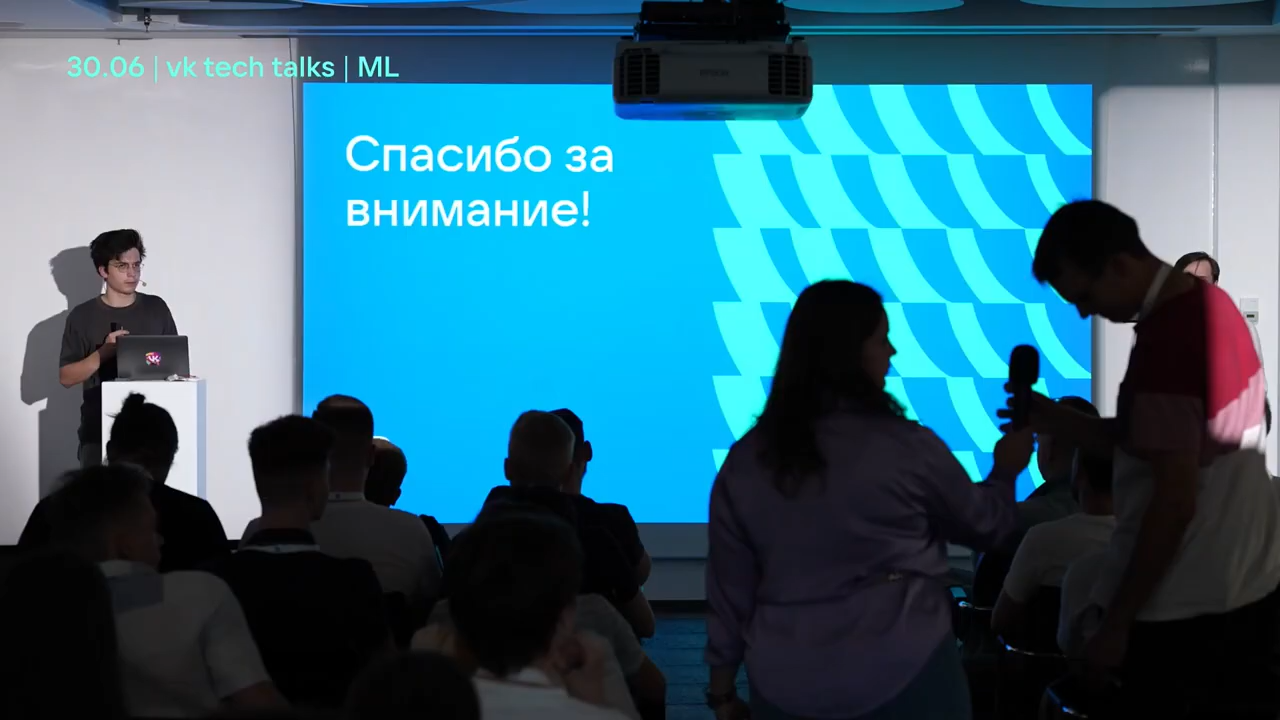 30.06 | vk tech talks | ML
Спасибо за
внимание!